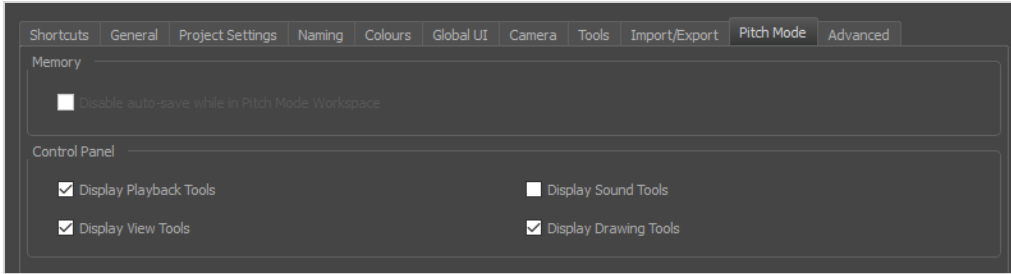 Shortcuts General Project Settings Naming Colours Global UI Camera Tools Import/Export Pitch Mode Advanced
Memory
Disable auto-save while in Pitch Mode Workspace
Control Panel
Display Playback Tools Display Sound Tools
Display View Tools Display Drawing Tools